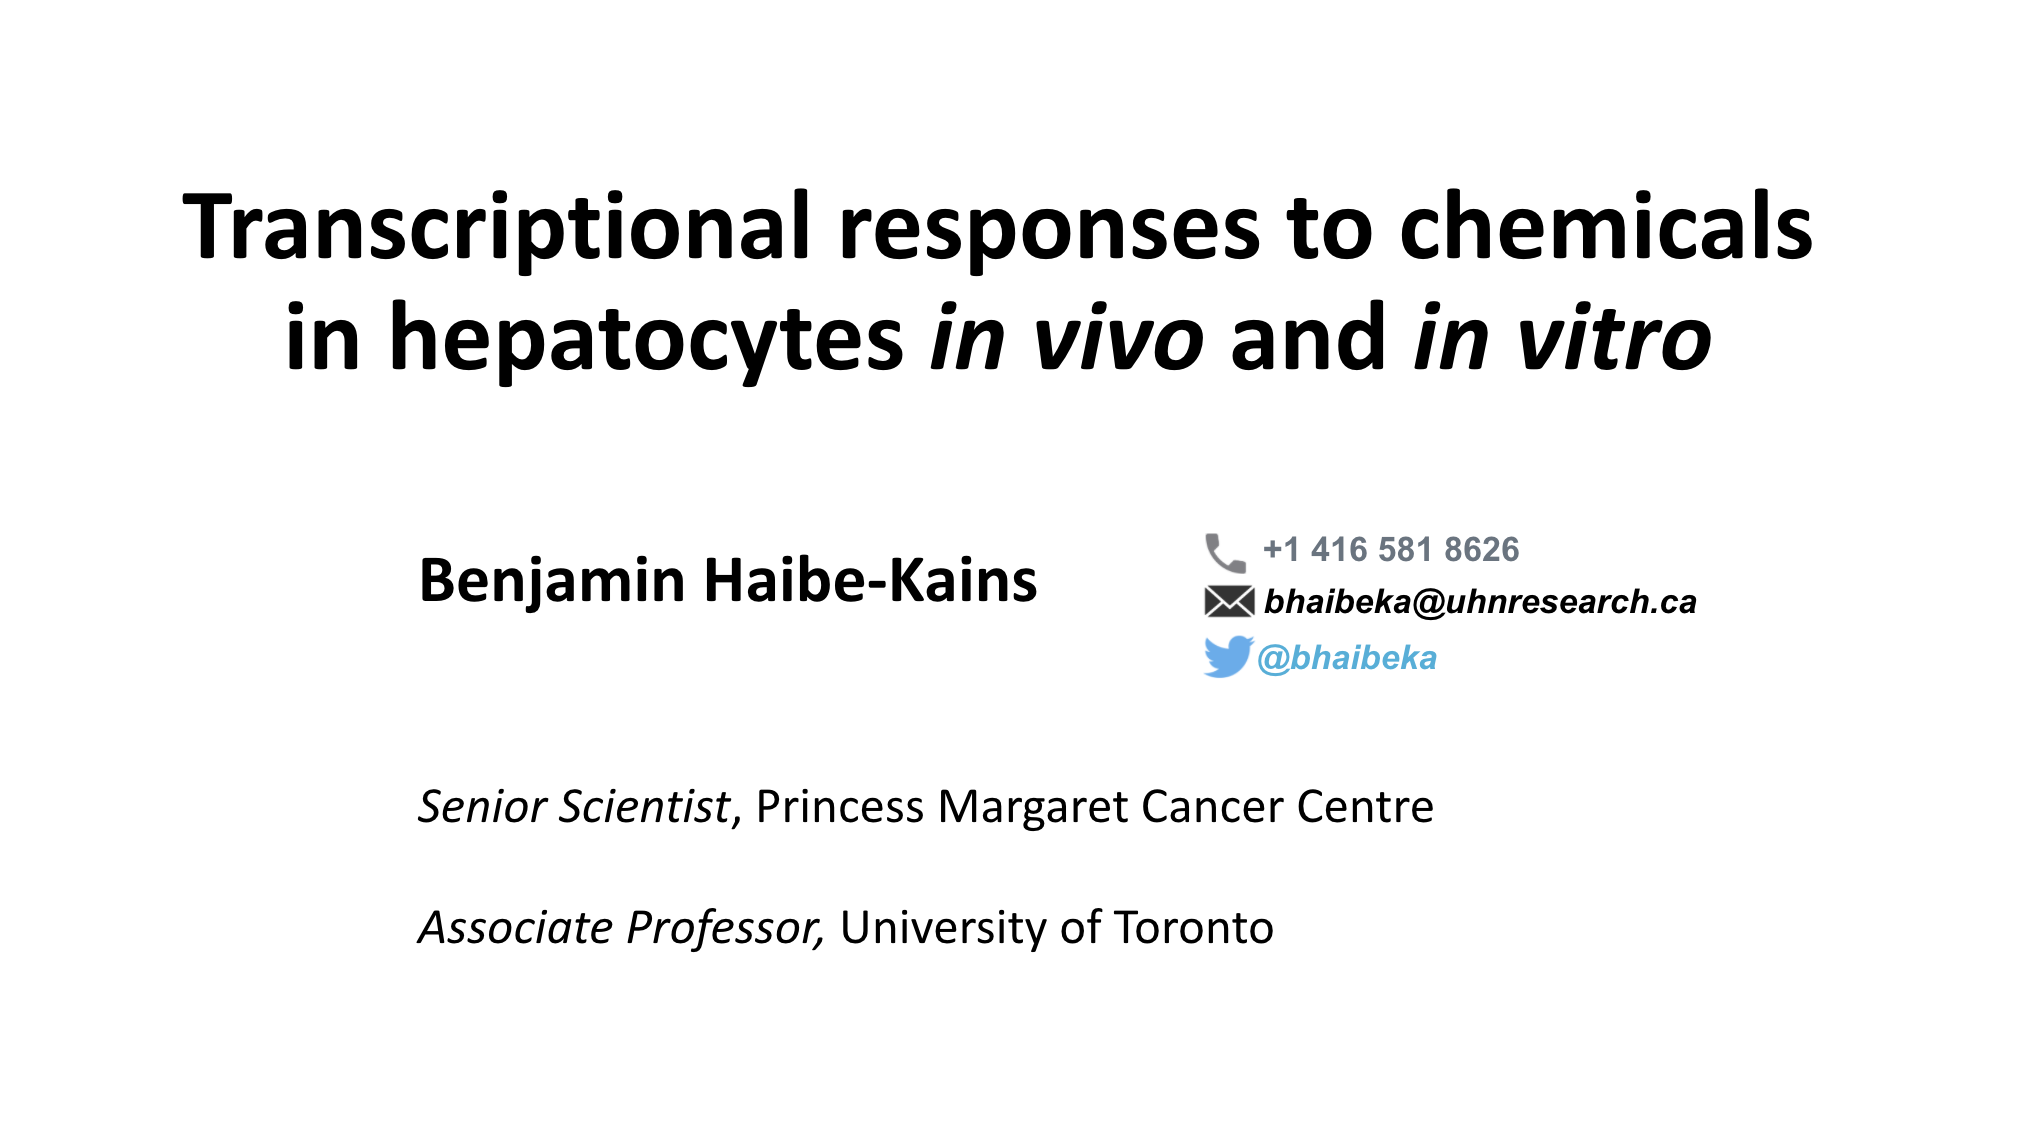 Transcriptional responses to chemicals
in hepatocytes in vivo and in vitro
Benjamin Haibe-Kains
+1 416 581 8626
bhaibeka@uhnresearch.ca
@bhaibeka
Senior Scientist, Princess Margaret Cancer Centre
Associate Professor, University of Toronto